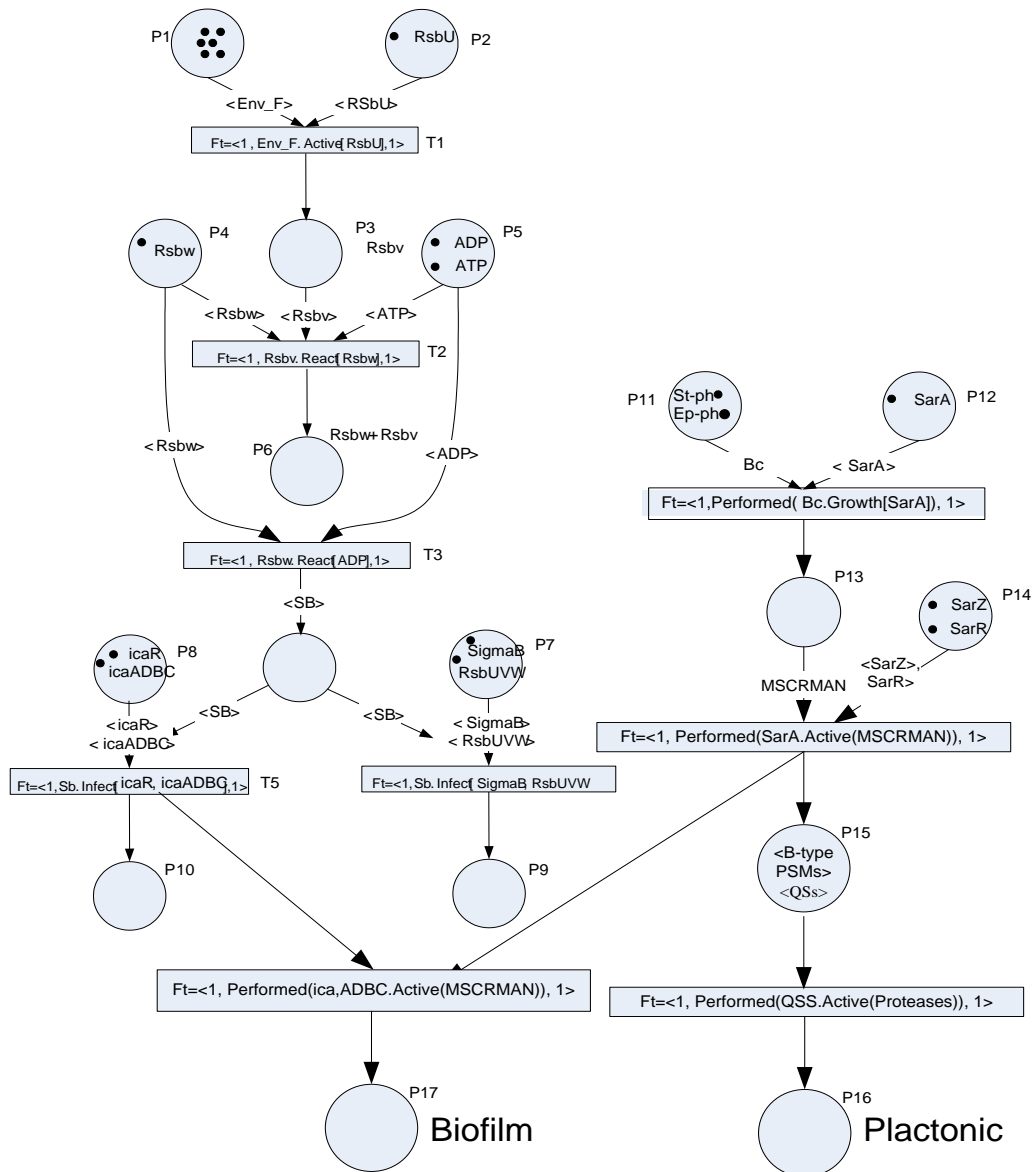 P1
RsbU
P2
<Env_F>
<RSbU>
Ft=<1, Env_F. Active[RsbU],1>
T1
P4
Rsbw
P3
Rsbv
ADP
ATP
P5
<Rsbw>
<Rsbv>
<ATP>
Ft=<1, Rsbv. React[Rsbw],1>
T2
P11
St-ph
Ep-ph
SarA
P12
<Rsbw>
P6
Rsbw+Rsbv
<ADP>
Bc
< SarA>
Ft=<1,Performed( Bc.Growth[SarA]), 1>
Ft=<1, Rsbw. React[ADP],1>
T3
P13
SarZ
SarR
P14
<SB>
icaR
icaADBC
P8
SigmaB
RsbUVW
P7
<SarZ>,
SarR>
MSCRMAN
<icaR>
<icaADBC>
<SB>
<SB>
<SigmaB>
<RsbUVW>
Ft=<1, Performed(SarA.Active(MSCRMAN)), 1>
Ft=<1,Sb. Infect[icaR, icaADBC],1>
T5
Ft=<1,Sb. Infect[ SigmaB, RsbUVW
P10
P9
P15
<B-type
PSMs>
<QSs>
Ft=<1, Performed(ica,ADBC.Active(MSCRMAN)), 1>
Ft=<1, Performed(QSS.Active(Proteases)), 1>
P17
Biofilm
P16
Plactonic